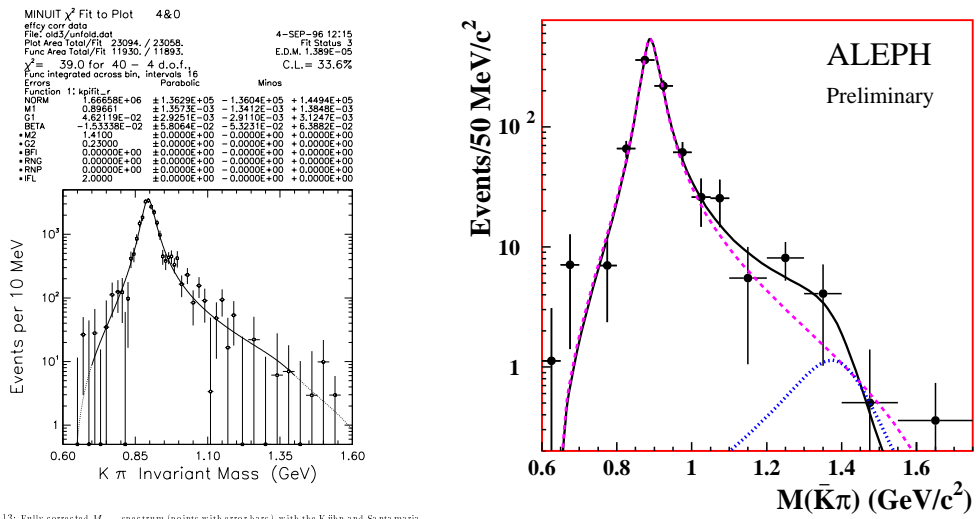 MINUIT χ² Fit to Plot 4&0
effcy corr data
File: old3/unfold.dat 4-SEP-96 12:15
Plot Area Total/Fit 23094. / 23058. Fit Status 3
Func Area Total/Fit 11930. / 11893. E.D.M. 1.389E-05
χ²= 39.0 for 40 - 4 d.o.f., C.L.= 33.6%
Func integrated across bin, intervals 16
Errors Parabolic Minos
Function 1: kpifit_r
NORM 1.66658E+06 ± 1.3629E+05 - 1.3604E+05 + 1.4494E+05
M1 0.89661 ± 1.3573E-03 - 1.3412E-03 + 1.3848E-03
G1 4.62119E-02 ± 2.9251E-03 - 2.9110E-03 + 3.1247E-03
BETA -1.53338E-02 ± 5.8064E-02 - 5.3231E-02 + 6.3882E-02
* M2 1.4100 ± 0.0000E+00 - 0.0000E+00 + 0.0000E+00
* G2 0.23000 ± 0.0000E+00 - 0.0000E+00 + 0.0000E+00
* BFI 0.00000E+00 ± 0.0000E+00 - 0.0000E+00 + 0.0000E+00
* RNG 0.00000E+00 ± 0.0000E+00 - 0.0000E+00 + 0.0000E+00
* RNP 0.00000E+00 ± 0.0000E+00 - 0.0000E+00 + 0.0000E+00
* IFL 2.0000 ± 0.0000E+00 - 0.0000E+00 + 0.0000E+00
Events per 10 MeV
10³
10²
10¹
1
0.60 0.85 1.10 1.35 1.60
K π Invariant Mass (GeV)
Events/50 MeV/c²
ALEPH
Preliminary
10²
10
1
0.6 0.8 1 1.2 1.4 1.6
M(K̄π) (GeV/c²)